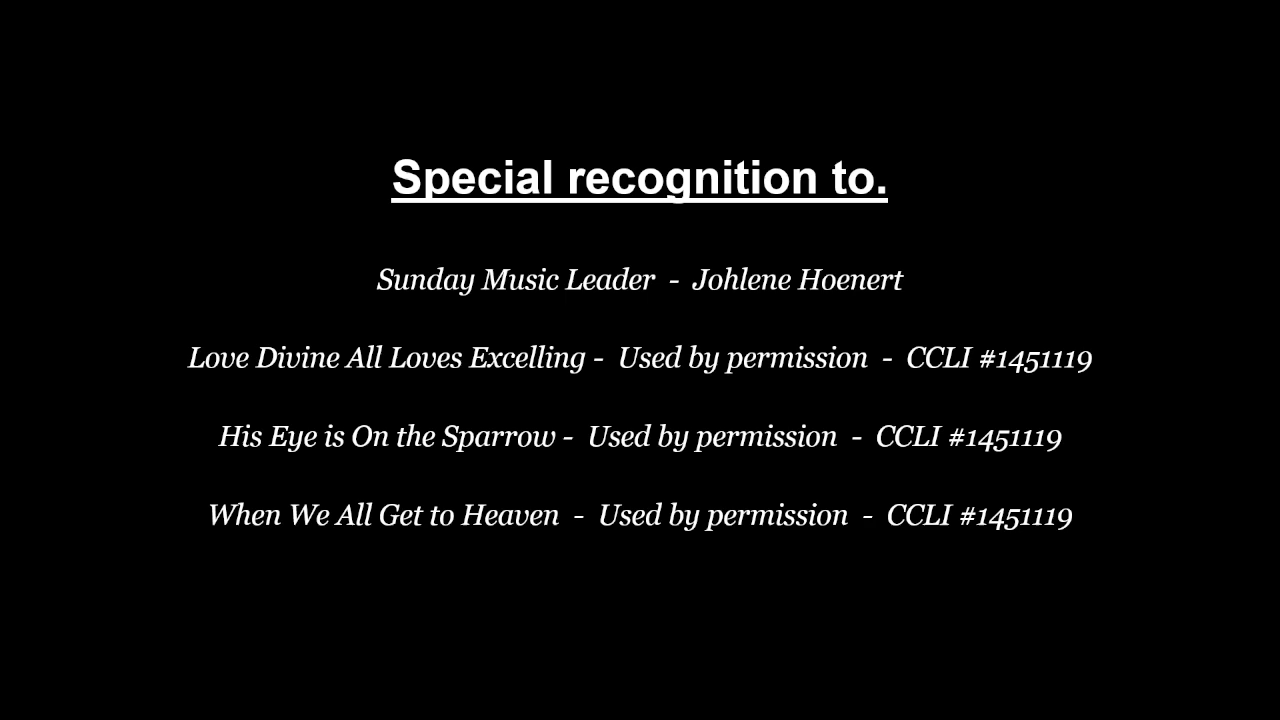 Special recognition to.
Sunday Music Leader - Johlene Hoenert
Love Divine All Loves Excelling - Used by permission - CCLI #1451119
His Eye is On the Sparrow - Used by permission - CCLI #1451119
When We All Get to Heaven - Used by permission - CCLI #1451119